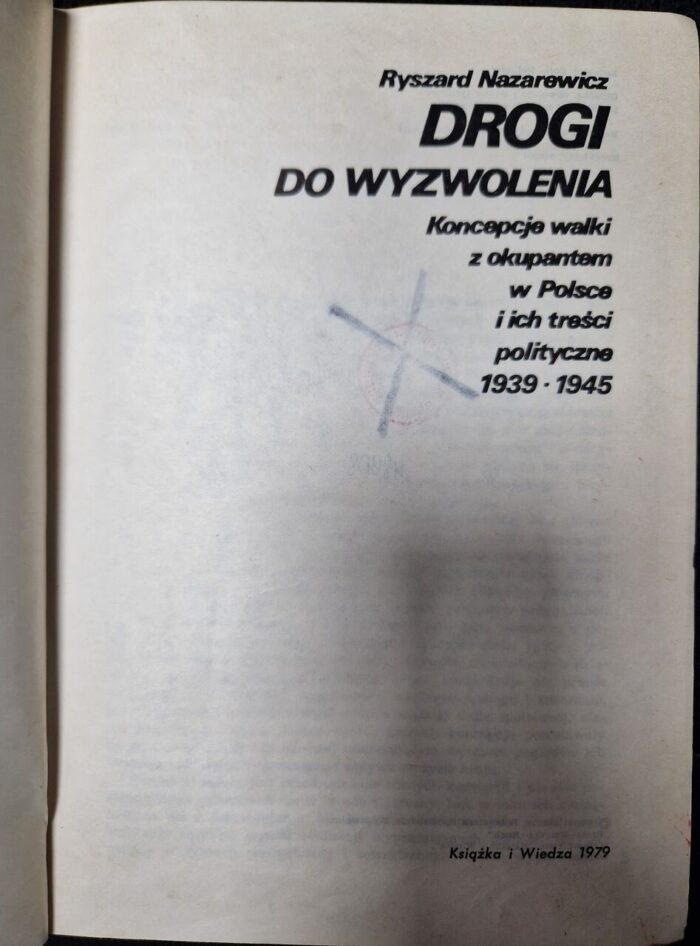 Ryszard Nazarewicz
DROGI
DO WYZWOLENIA
Koncepcje walki
z okupantem
w Polsce
i ich treści
polityczne
1939 · 1945
Książka i Wiedza 1979